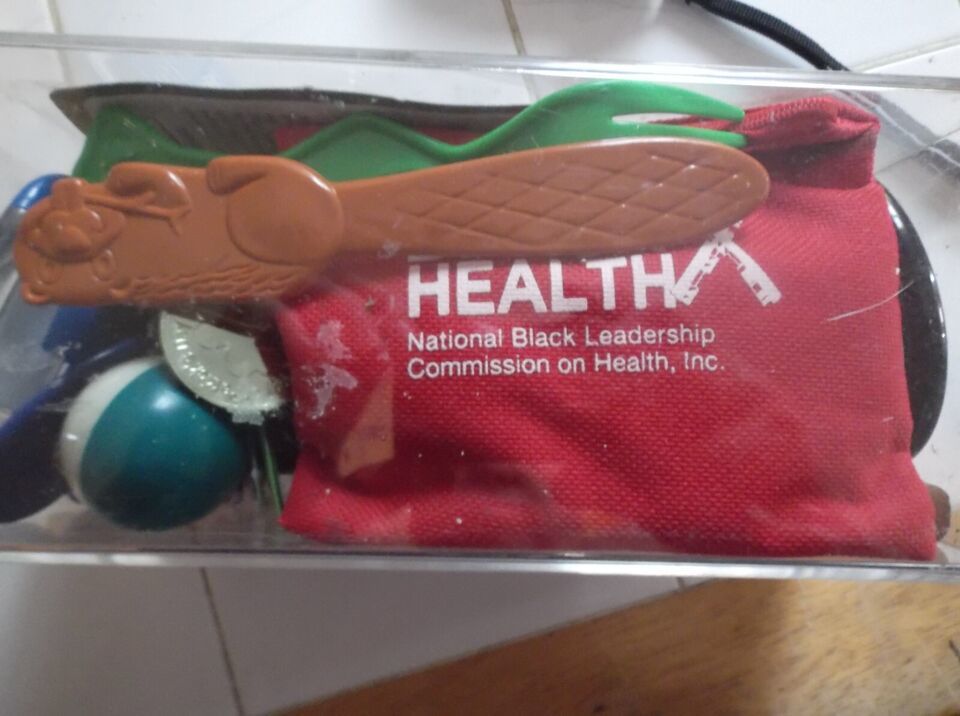 HEALTH
National Black Leadership
Commission on Health, Inc.